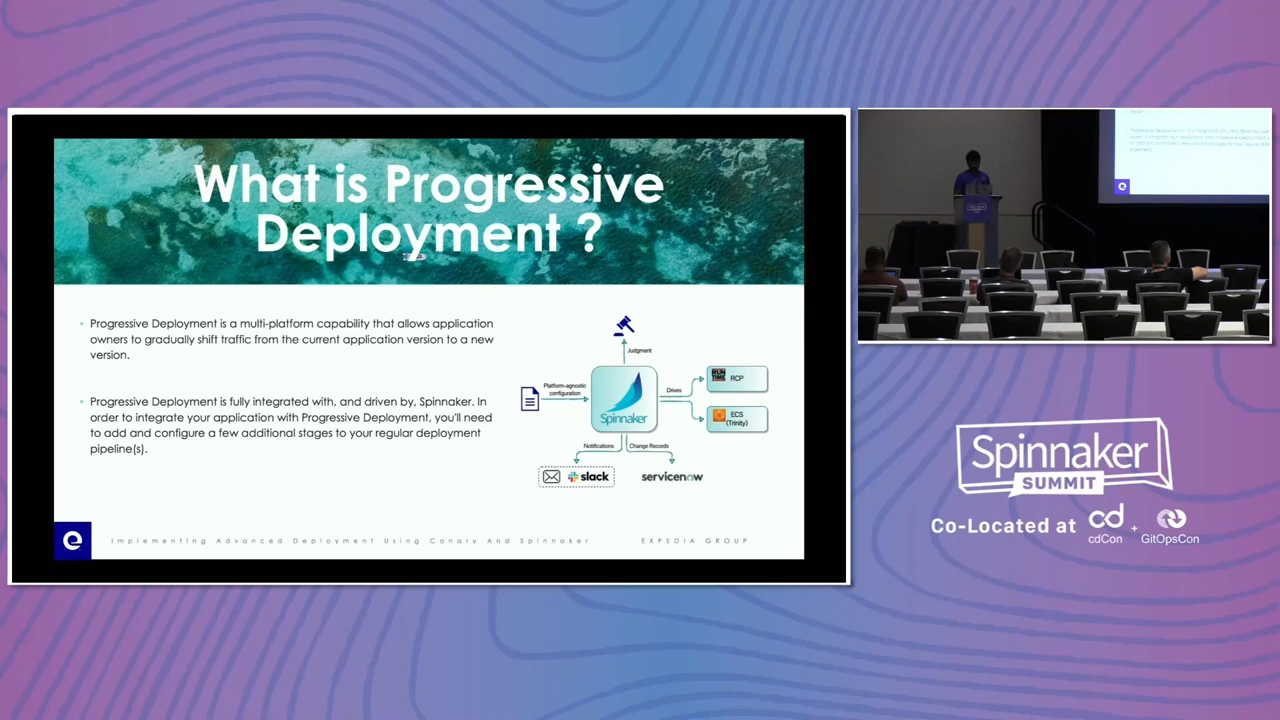 What is Progressive
Deployment ?
Progressive Deployment is a multi-platform capability that allows application
owners to gradually shift traffic from the current application version to a new
version.
Progressive Deployment is fully integrated with, and driven by, Spinnaker. In
order to integrate your application with Progressive Deployment, you'll need
to add and configure a few additional stages to your regular deployment
pipeline(s).
Judgment
Platform-agnostic
configuration
Spinnaker
Drives
RUN
TIME
RCP
ECS
(Trinity)
Notifications
Change Records
slack
servicenow
Implementing Advanced Deployment Using Canary And Spinnaker
EXPEDIA GROUP
Spinnaker
SUMMIT
Co-Located at
cd
cdCon
+
GitOpsCon